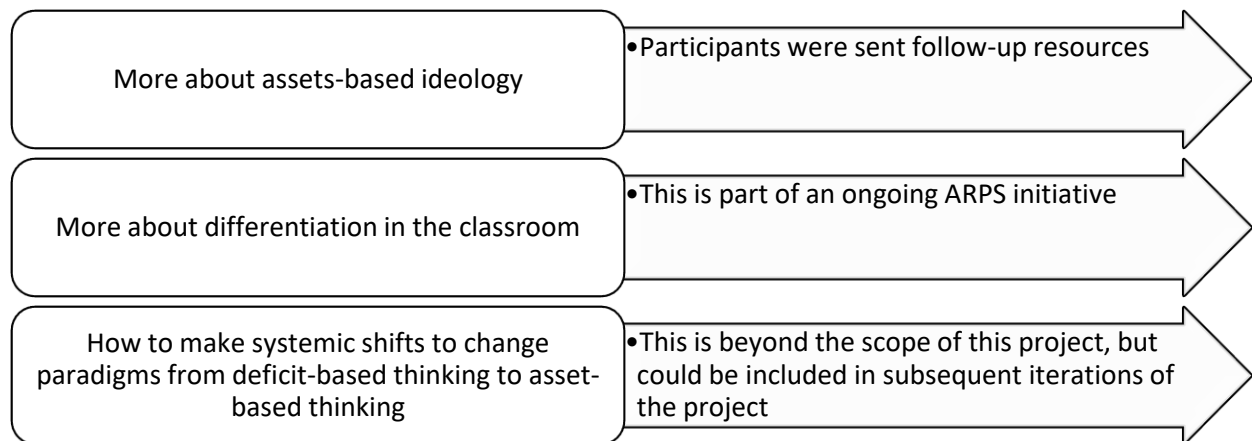 More about assets-based ideology
•Participants were sent follow-up resources
More about differentiation in the classroom
•This is part of an ongoing ARPS initiative
How to make systemic shifts to change
paradigms from deficit-based thinking to asset-
based thinking
•This is beyond the scope of this project, but
could be included in subsequent iterations of
the project